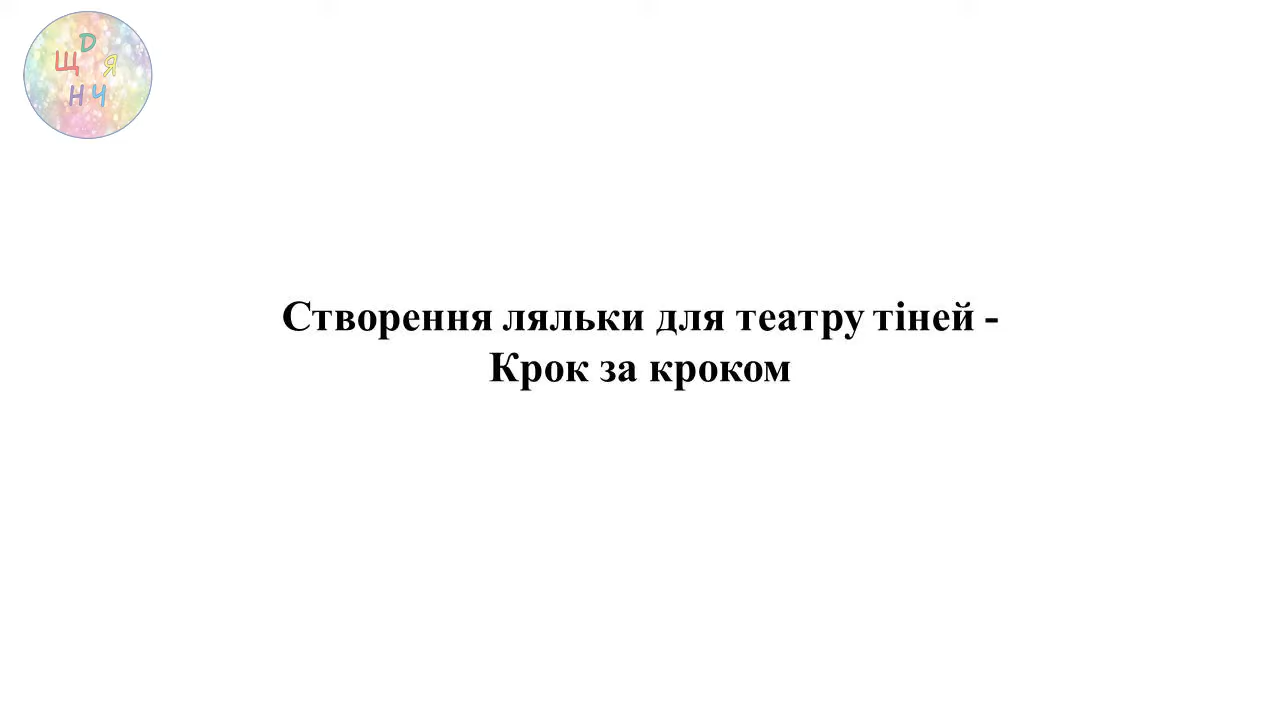 Д
Щ Я
Н Ч
Створення ляльки для театру тіней -
Крок за кроком